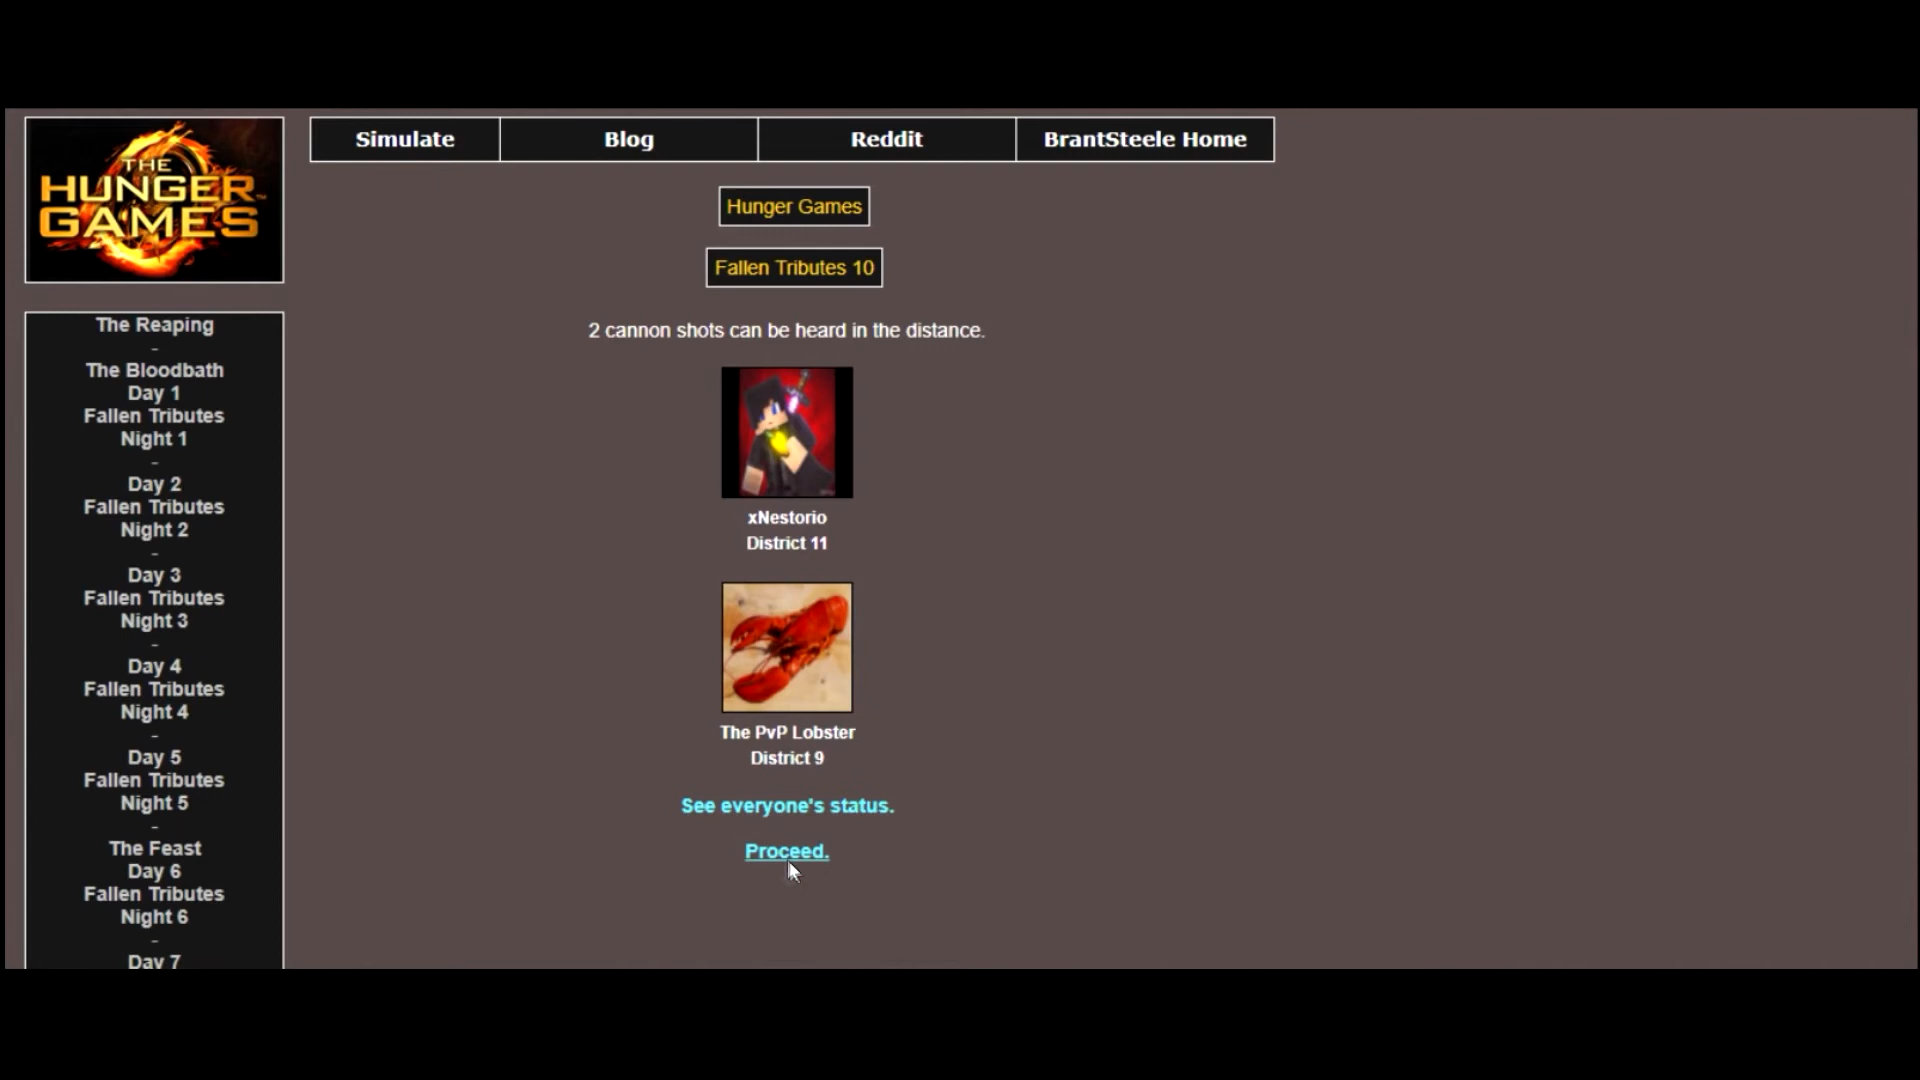 THE
HUNGER
GAMES
Simulate
Blog
Reddit
BrantSteele Home
Hunger Games
Fallen Tributes 10
2 cannon shots can be heard in the distance.
xNestorio
District 11
The PvP Lobster
District 9
See everyone's status.
Proceed.
The Reaping
-
The Bloodbath
Day 1
Fallen Tributes
Night 1
-
Day 2
Fallen Tributes
Night 2
-
Day 3
Fallen Tributes
Night 3
-
Day 4
Fallen Tributes
Night 4
-
Day 5
Fallen Tributes
Night 5
-
The Feast
Day 6
Fallen Tributes
Night 6
-
Day 7